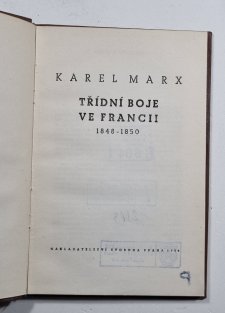 KAREL MARX
TŘÍDNÍ BOJE
VE FRANCII
1848-1850
NAKLADATELSTVÍ SVOBODA PRAHA